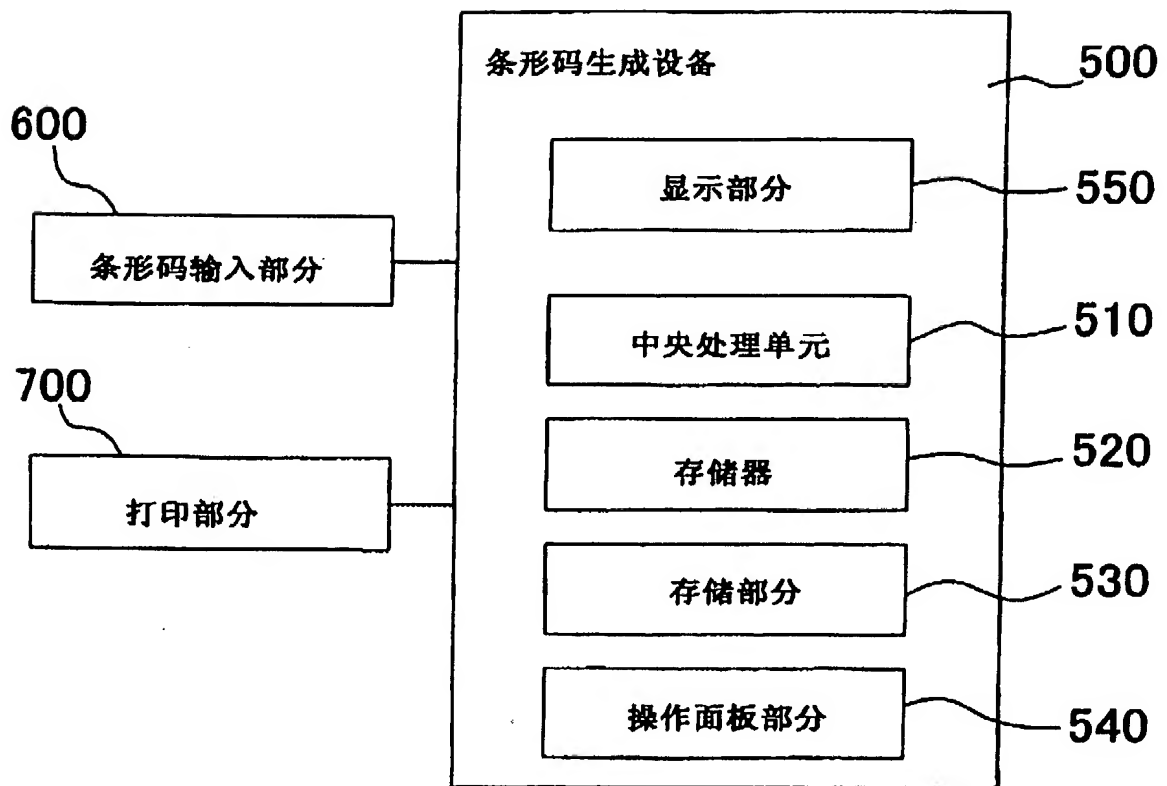 条形码生成设备
500
600
显示部分
550
条形码输入部分
中央处理单元
510
700
存储器
520
打印部分
存储部分
530
操作面板部分
540